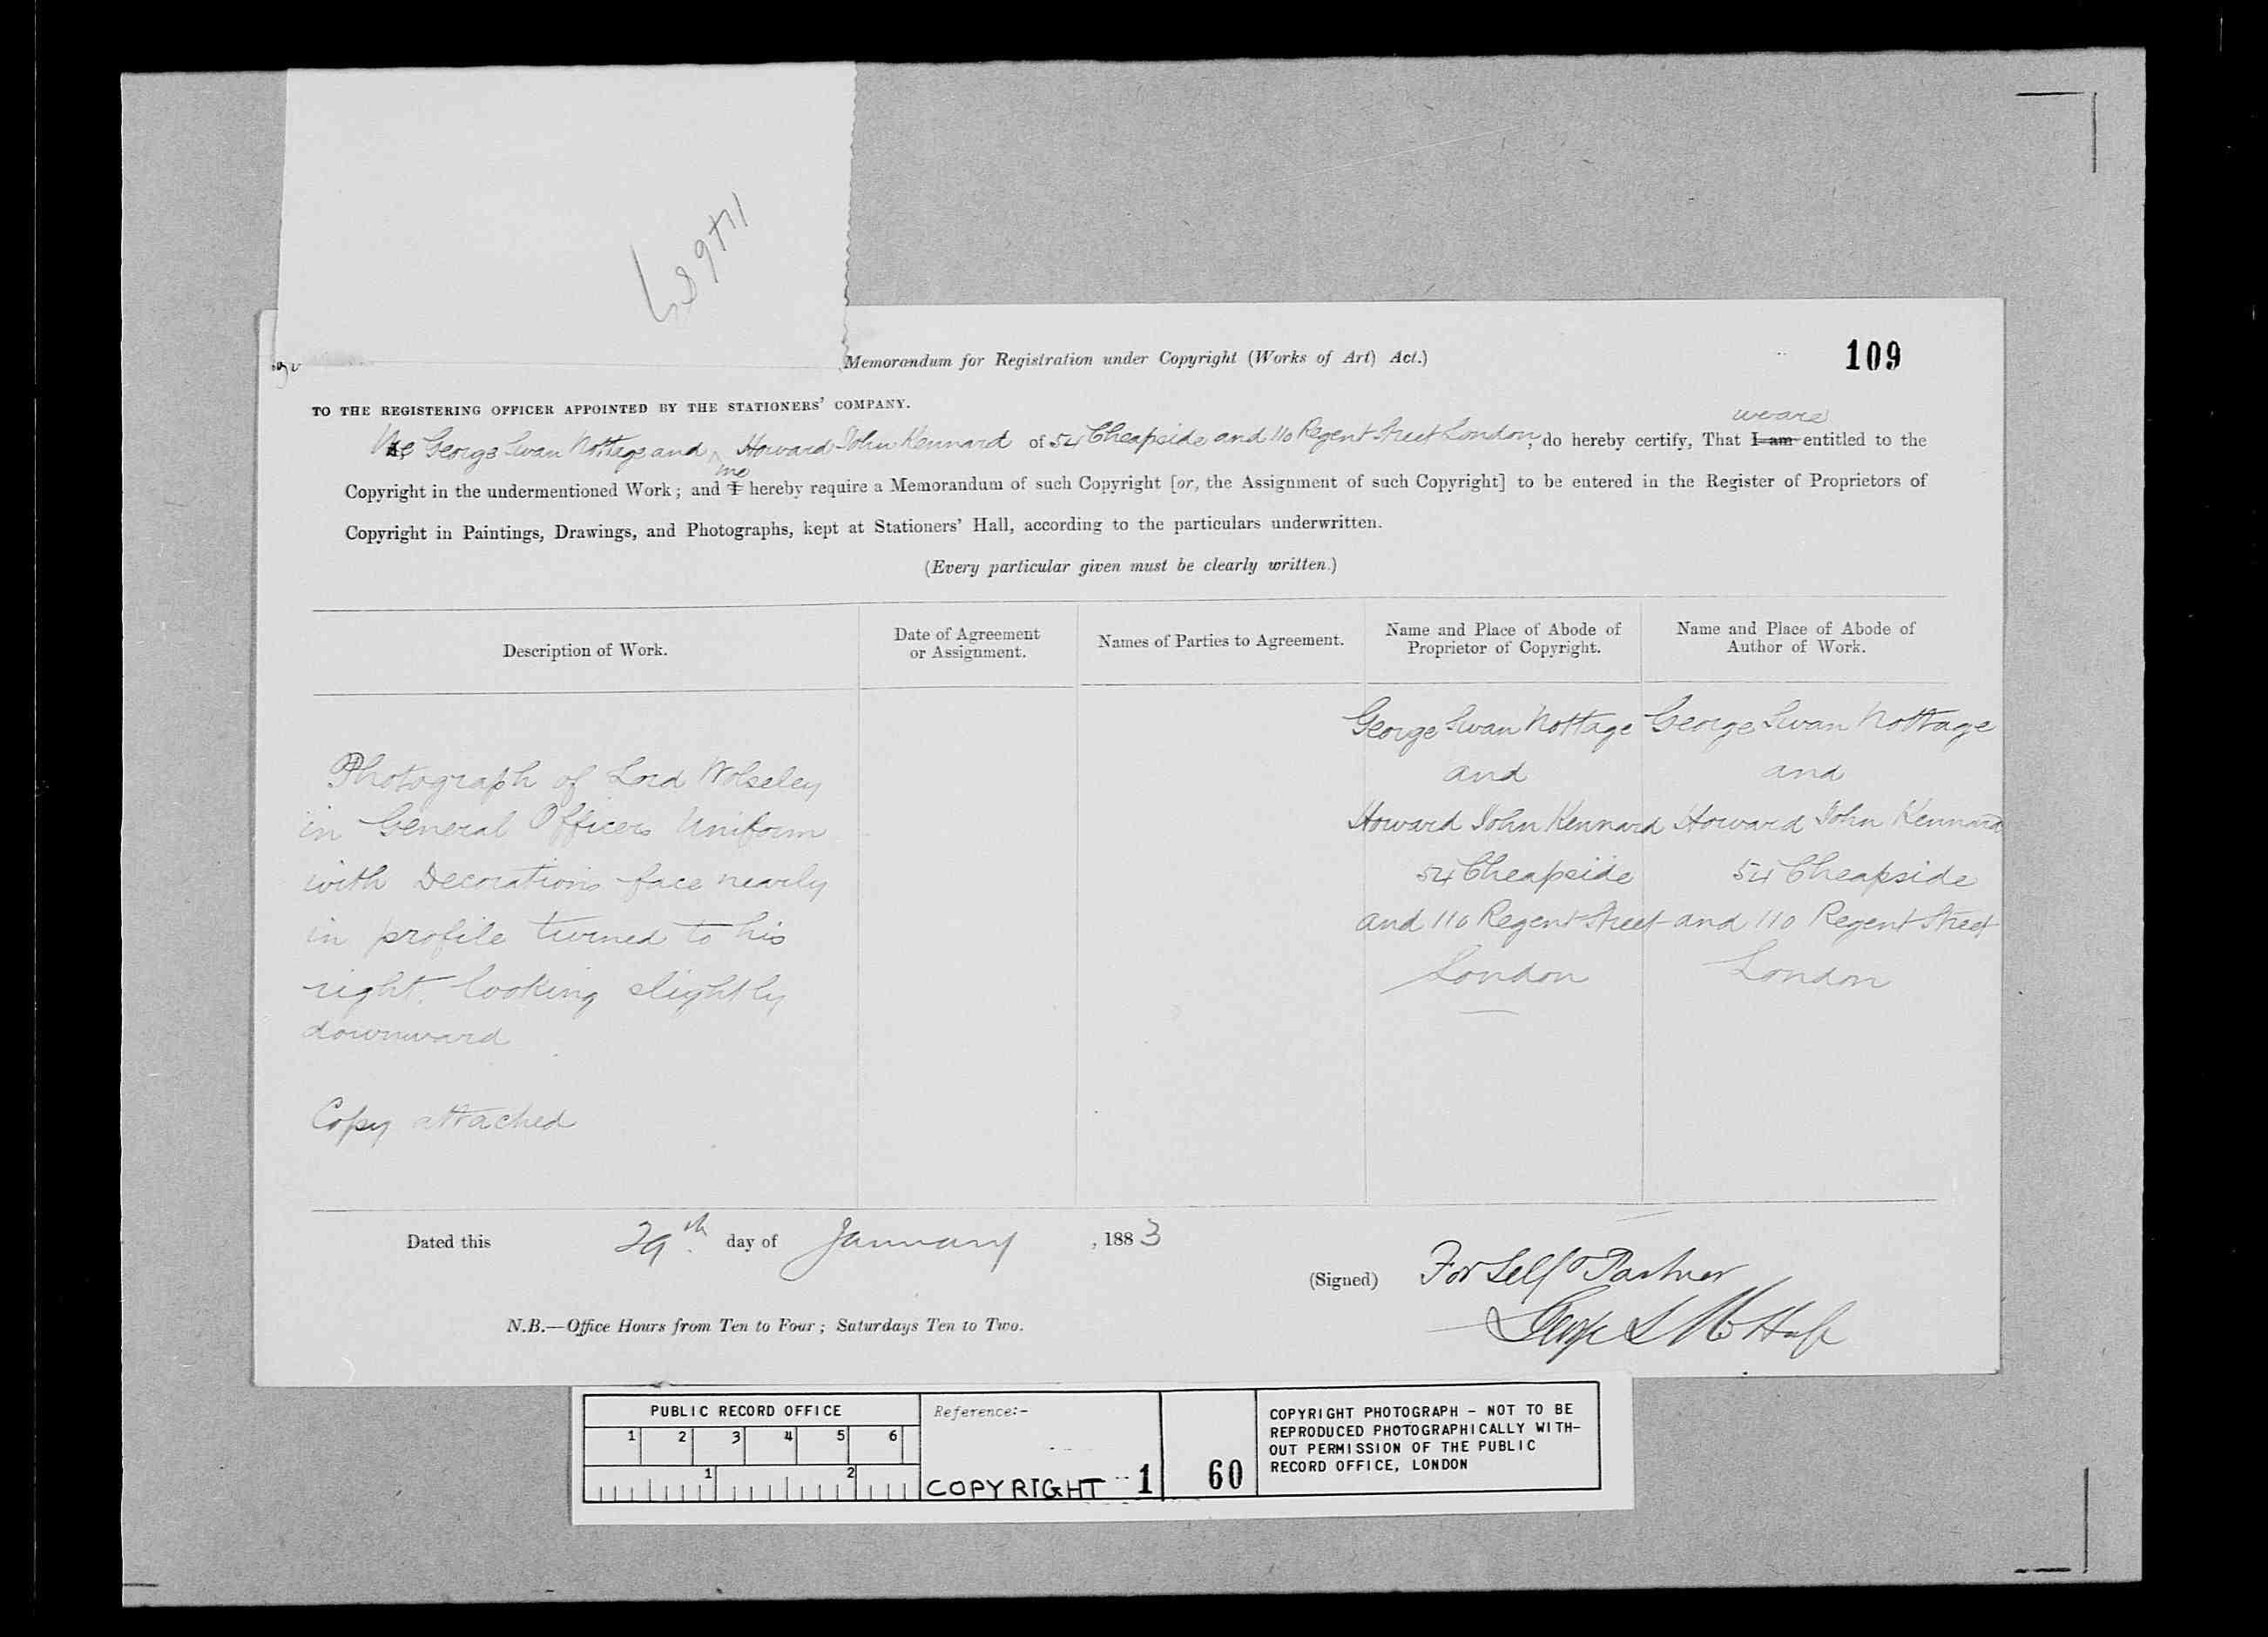 Memorandum for Registration under Copyright (Works of Art) Act.)
109
TO THE REGISTERING OFFICER APPOINTED BY THE STATIONERS' COMPANY.
we are
We George Swan Nottage and Howard John Kennard of 54 Cheapside and 110 Regent Street London, do hereby certify, That I am entitled to the
we
Copyright in the undermentioned Work; and I hereby require a Memorandum of such Copyright [or, the Assignment of such Copyright] to be entered in the Register of Proprietors of
Copyright in Paintings, Drawings, and Photographs, kept at Stationers' Hall, according to the particulars underwritten.
(Every particular given must be clearly written.)
Description of Work.
Date of Agreement
or Assignment.
Names of Parties to Agreement.
Name and Place of Abode of
Proprietor of Copyright.
Name and Place of Abode of
Author of Work.
Photograph of Lord Wolseley
in General Officers Uniform
with Decorations face nearly
in profile turned to his
right looking slightly
downward
Copy attached
George Swan Nottage
and
Howard John Kennard
54 Cheapside
and 110 Regent Street
London
George Swan Nottage
and
Howard John Kennard
54 Cheapside
and 110 Regent Street
London
Dated this 29th day of January, 1883
(Signed) For Self & Partner
George S Nottage
N.B.—Office Hours from Ten to Four; Saturdays Ten to Two.
PUBLIC RECORD OFFICE
1 2 3 4 5 6
1 2
Reference:-
COPYRIGHT 1 60
COPYRIGHT PHOTOGRAPH - NOT TO BE
REPRODUCED PHOTOGRAPHICALLY WITH-
OUT PERMISSION OF THE PUBLIC
RECORD OFFICE, LONDON